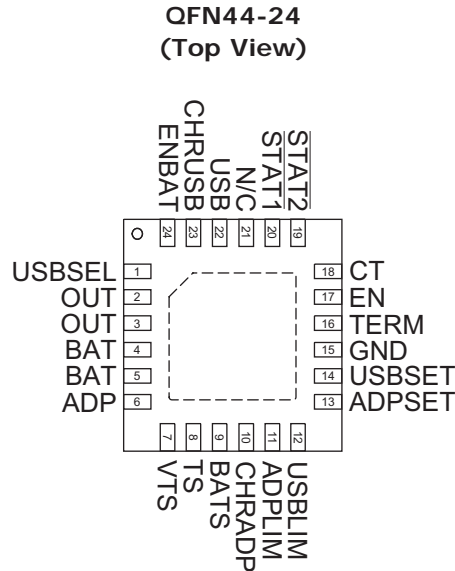 QFN44-24
(Top View)
ENBAT
CHRUSB
USB
N/C
STAT1
STAT2
24
23
22
21
20
19
USBSEL 1
OUT 2
OUT 3
BAT 4
BAT 5
ADP 6
18 CT
17 EN
16 TERM
15 GND
14 USBSET
13 ADPSET
7
8
9
10
11
12
VTS
TS
BATS
CHRADP
ADPLIM
USBLIM